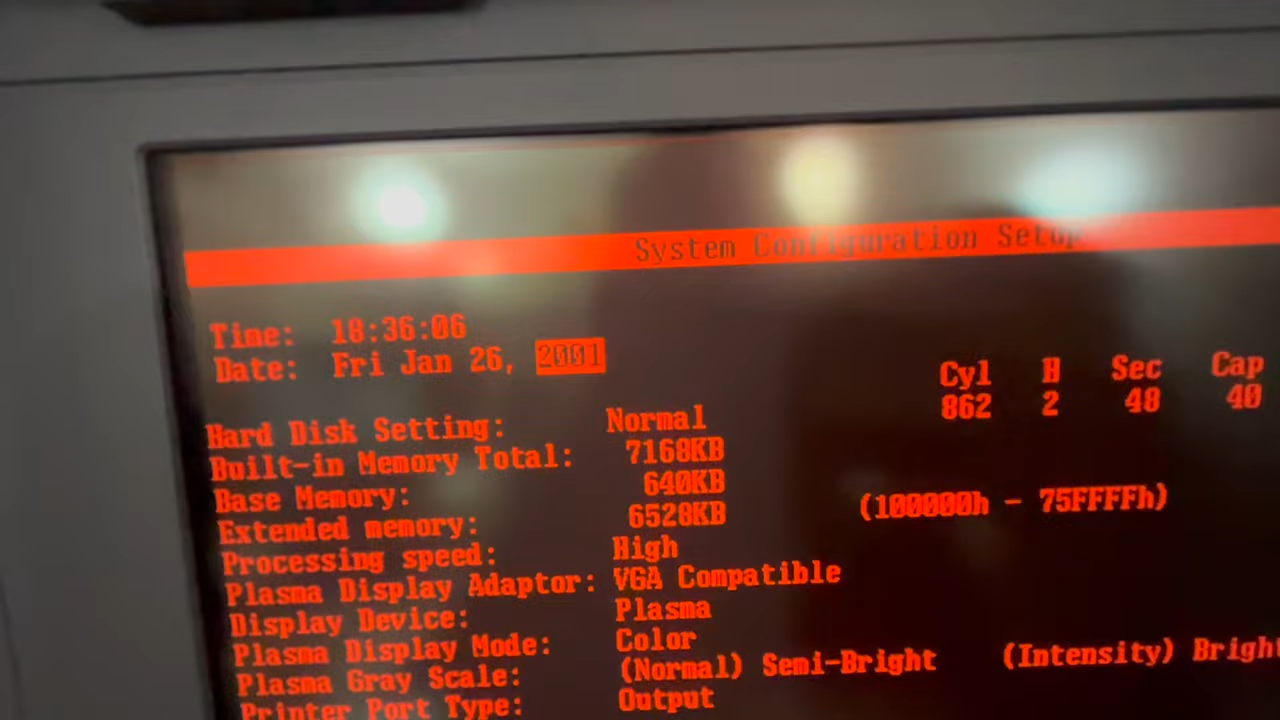 System Configuration Setup
Time: 18:36:06
Date: Fri Jan 26, 2001
Cyl H Sec Cap
Hard Disk Setting: Normal 862 2 48 40
Built-in Memory Total: 7168KB
Base Memory: 640KB
Extended memory: 6528KB (100000h - 75FFFFh)
Processing speed: High
Plasma Display Adaptor: VGA Compatible
Display Device: Plasma
Plasma Display Mode: Color
Plasma Gray Scale: (Normal) Semi-Bright (Intensity) Bright
Printer Port Type: Output